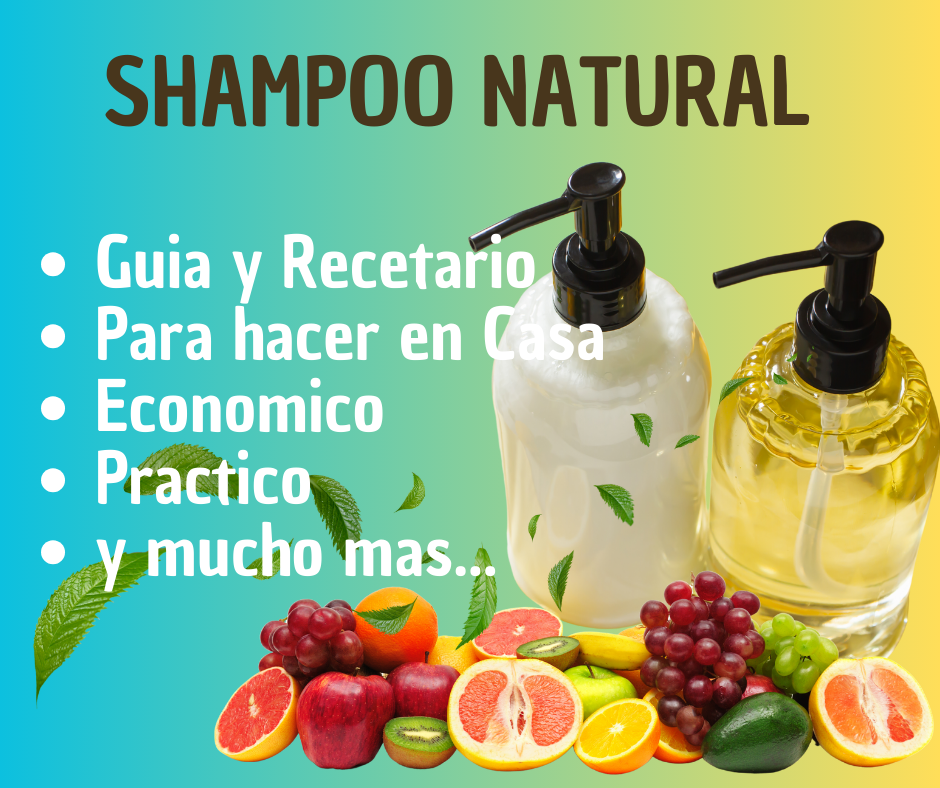 SHAMPOO NATURAL
• Guia y Recetario
• Para hacer en Casa
• Economico
• Practico
• y mucho mas...